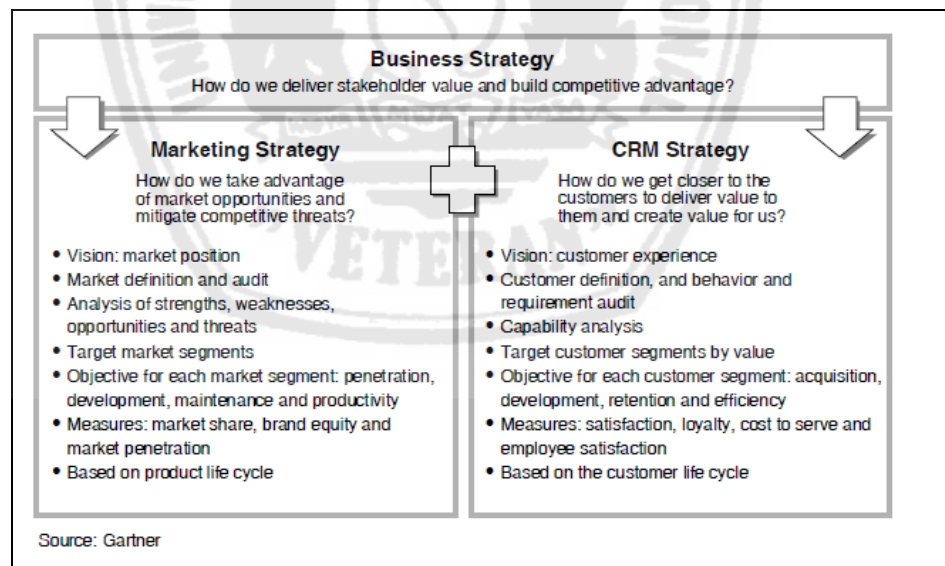 Business Strategy
How do we deliver stakeholder value and build competitive advantage?
Marketing Strategy
How do we take advantage
of market opportunities and
mitigate competitive threats?
• Vision: market position
• Market definition and audit
• Analysis of strengths, weaknesses,
opportunities and threats
• Target market segments
• Objective for each market segment: penetration,
development, maintenance and productivity
• Measures: market share, brand equity and
market penetration
• Based on product life cycle
CRM Strategy
How do we get closer to the
customers to deliver value to
them and create value for us?
• Vision: customer experience
• Customer definition, and behavior and
requirement audit
• Capability analysis
• Target customer segments by value
• Objective for each customer segment: acquisition,
development, retention and efficiency
• Measures: satisfaction, loyalty, cost to serve and
employee satisfaction
• Based on the customer life cycle
Source: Gartner
VETERAN